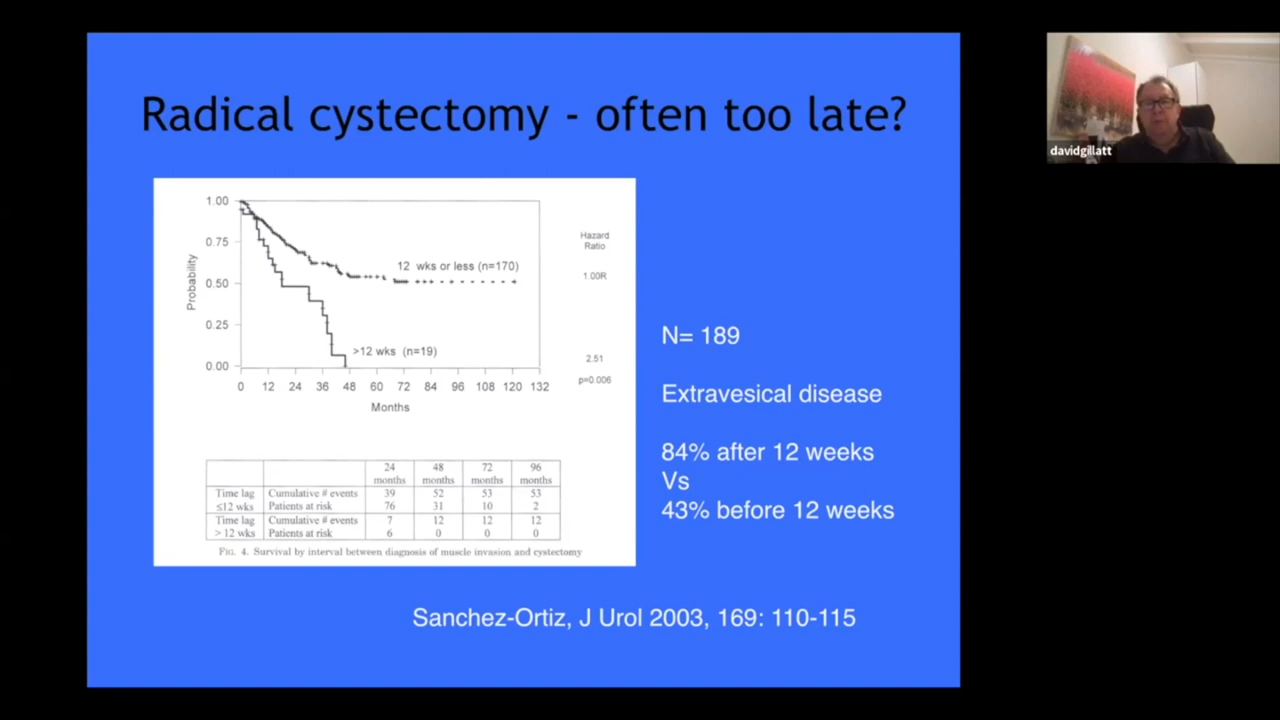 Radical cystectomy - often too late?
davidgillatt
1.00
0.75
0.50
0.25
0.00
Probability
12 wks or less (n=170)
>12 wks (n=19)
0 12 24 36 48 60 72 84 96 108 120 132
Months
Hazard
Ratio
1.00R
2.51
p=0.006
24 48 72 96
months months months months
Time lag Cumulative # events 39 52 53 53
≤12 wks Patients at risk 76 31 10 2
Time lag Cumulative # events 7 12 12 12
> 12 wks Patients at risk 6 0 0 0
FIG. 4. Survival by interval between diagnosis of muscle invasion and cystectomy
N= 189
Extravesical disease
84% after 12 weeks
Vs
43% before 12 weeks
Sanchez-Ortiz, J Urol 2003, 169: 110-115